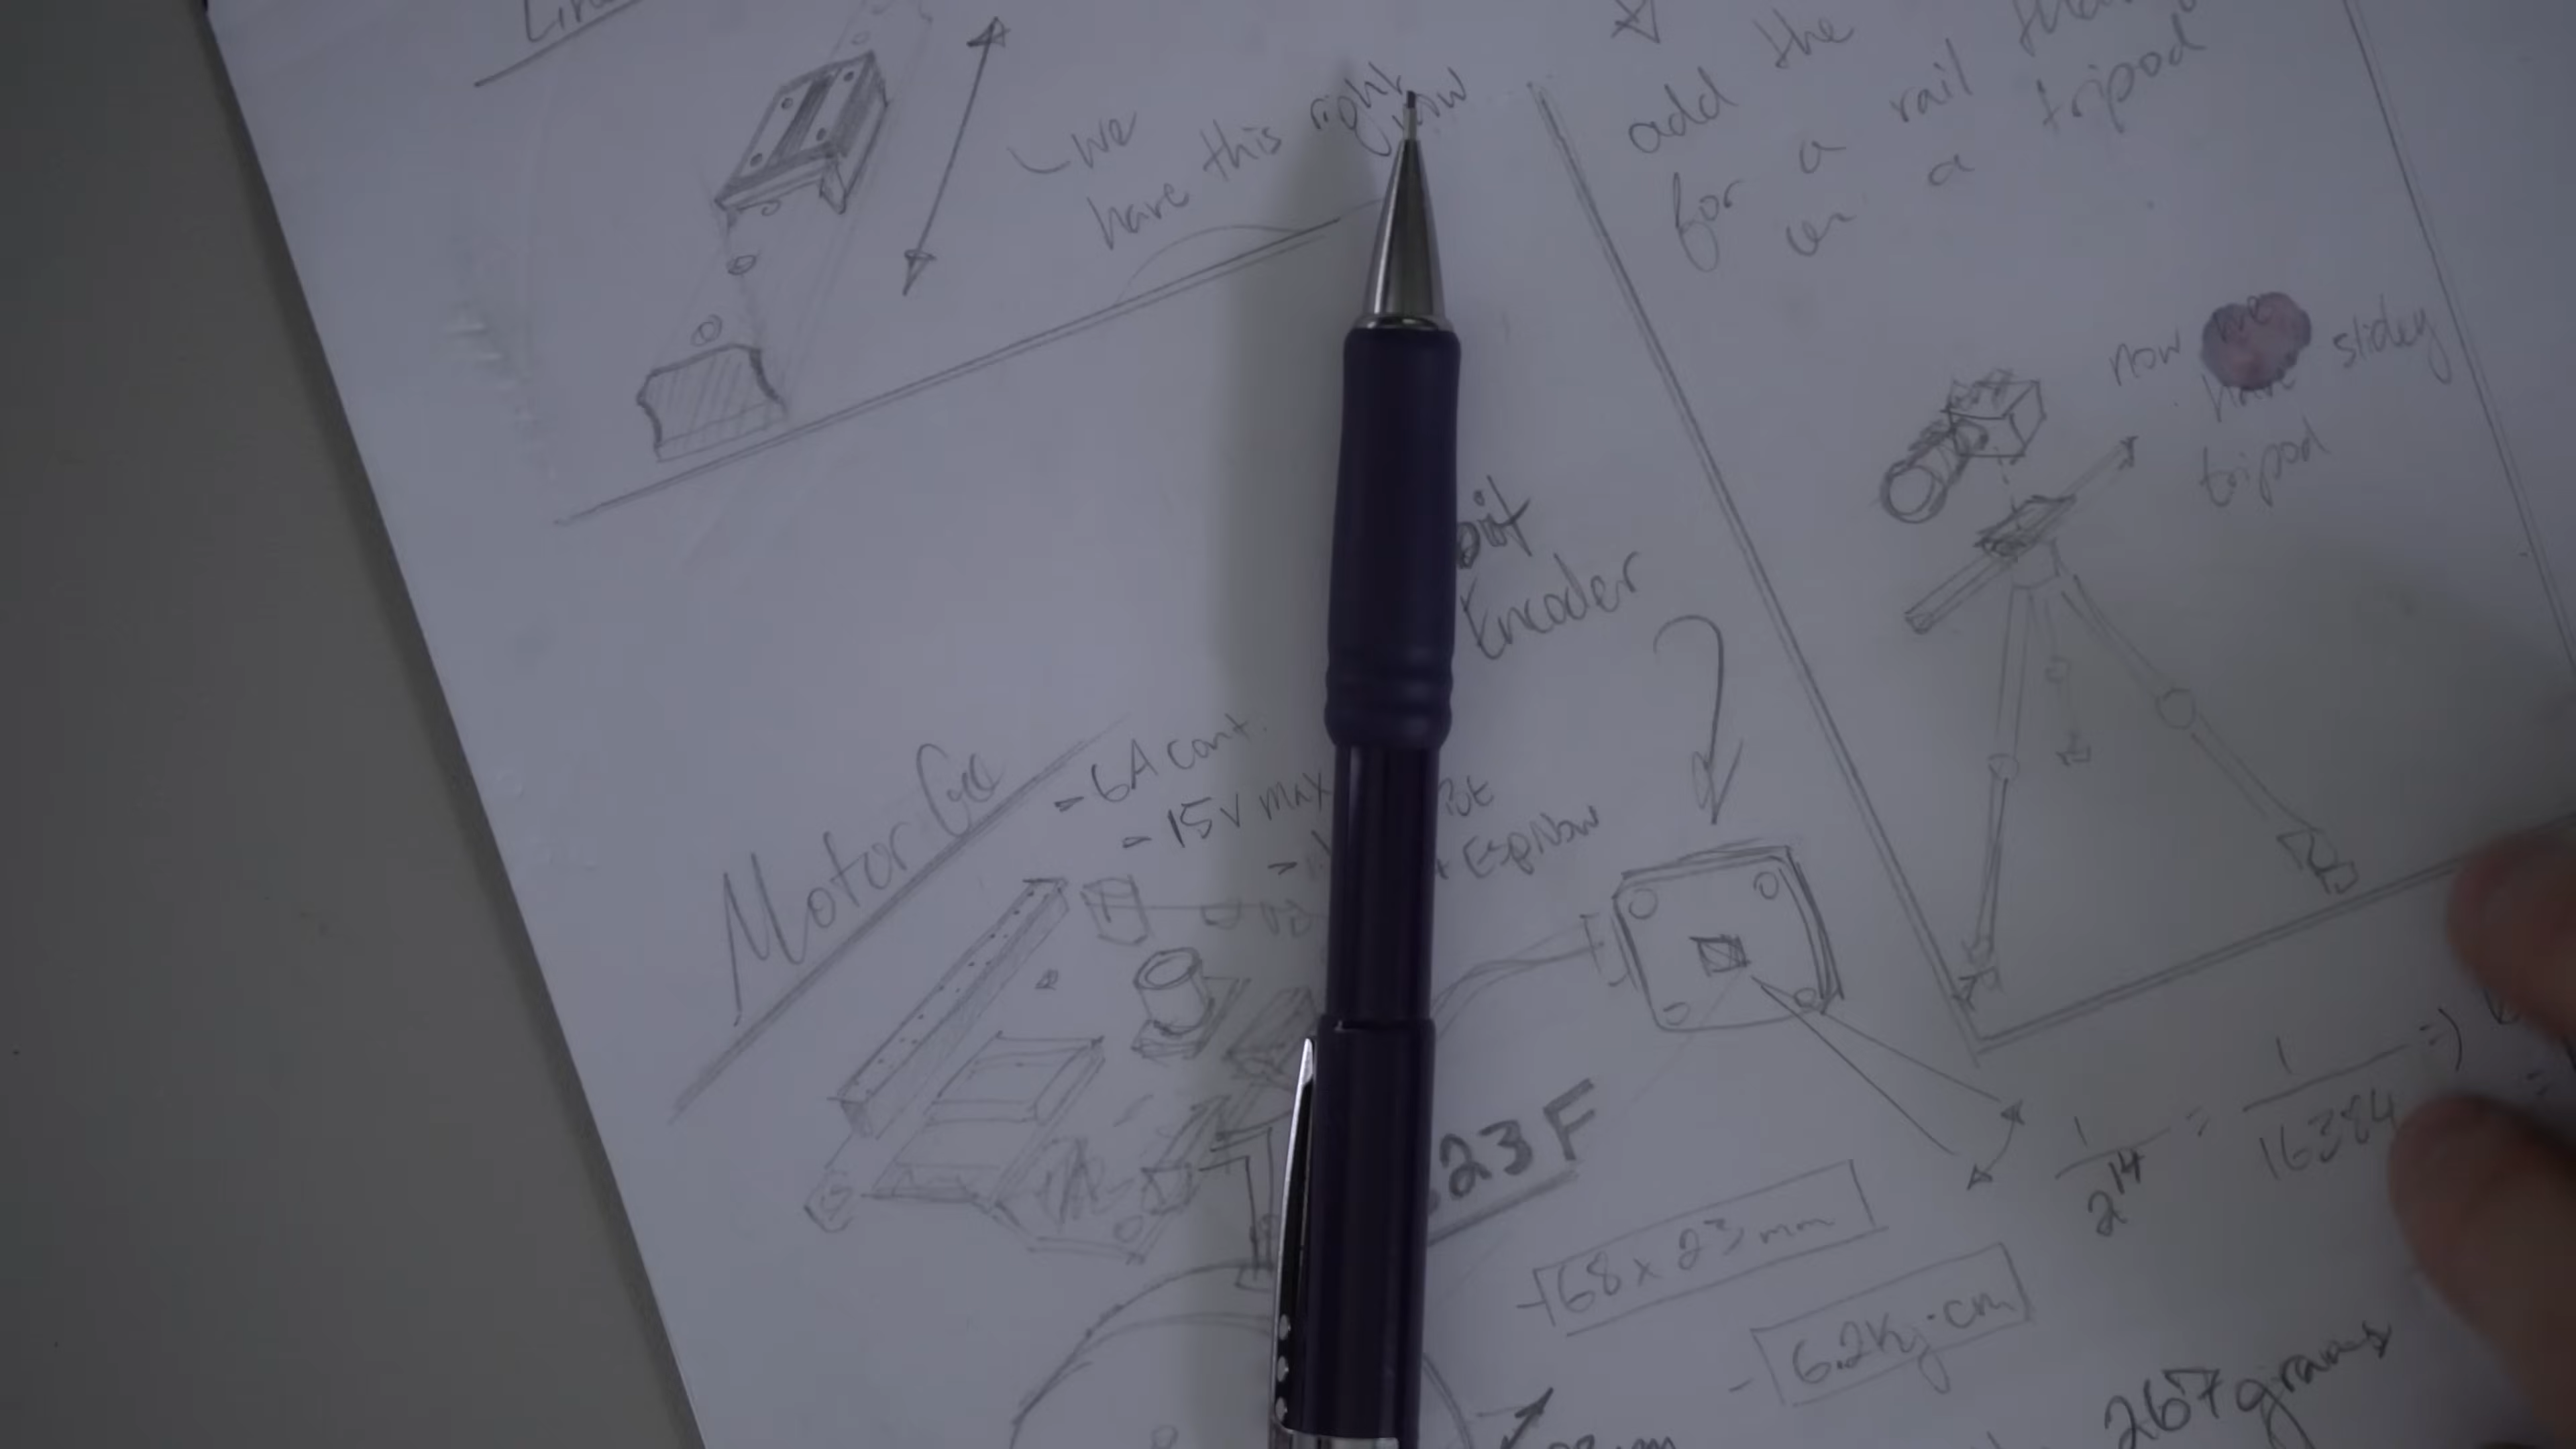 we
have this right now
add the
for a rail
on a tripod
now
slidey
tripod
Encoder
Motor Go
- 6A cont.
- 15V max
+ EspNow
.23F
1/2^14 = 1/16384 =>
- 68 x 23 mm
- 6.2Kg·cm
267 grams